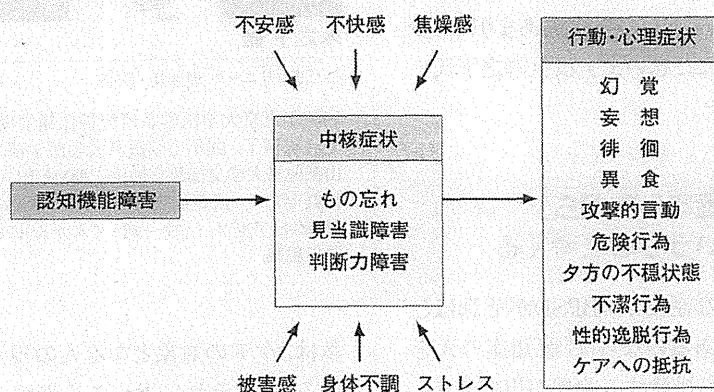 不安感 不快感 焦燥感
認知機能障害
中核症状
もの忘れ
見当識障害
判断力障害
被害感 身体不調 ストレス
行動・心理症状
幻 覚
妄 想
徘 徊
異 食
攻撃的言動
危険行為
夕方の不穏状態
不潔行為
性的逸脱行為
ケアへの抵抗